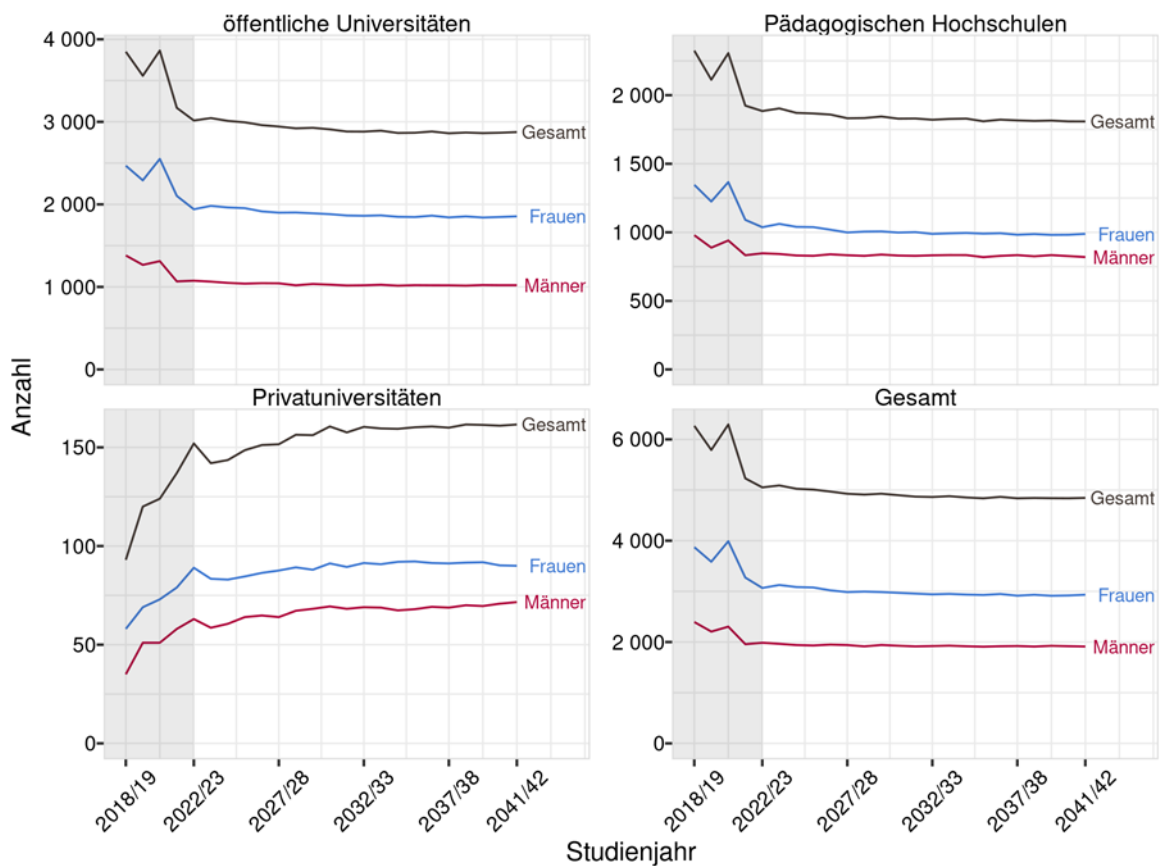 öffentliche Universitäten
Pädagogischen Hochschulen
4 000
3 000
2 000
1 000
0
Gesamt
Frauen
Männer
2 000
1 500
1 000
500
0
Gesamt
Frauen
Männer
Anzahl
Privatuniversitäten
Gesamt
150
100
50
0
Gesamt
Frauen
Männer
6 000
4 000
2 000
0
Gesamt
Frauen
Männer
2018/19
2022/23
2027/28
2032/33
2037/38
2041/42
2018/19
2022/23
2027/28
2032/33
2037/38
2041/42
Studienjahr